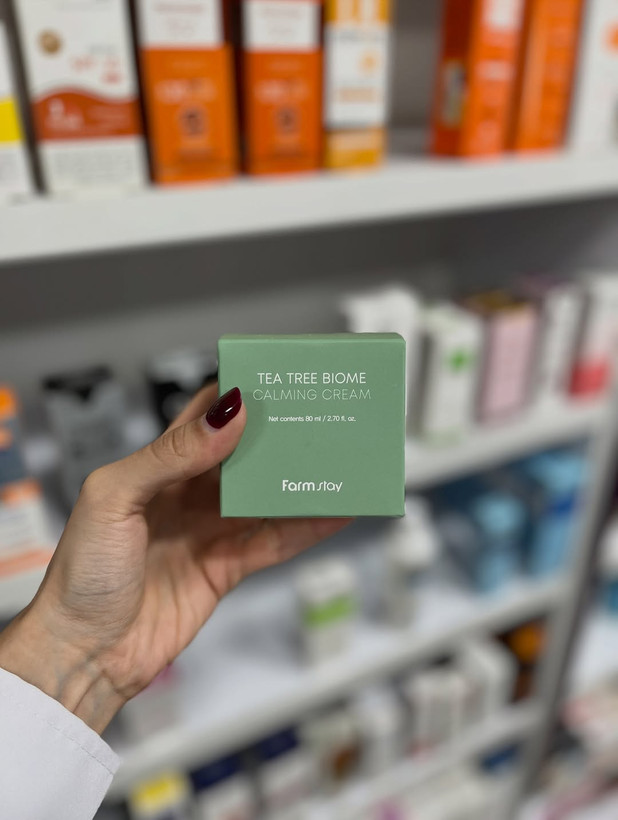 TEA TREE BIOME
CALMING CREAM
Net contents 80 ml / 2.70 fl. oz.
Farmstay